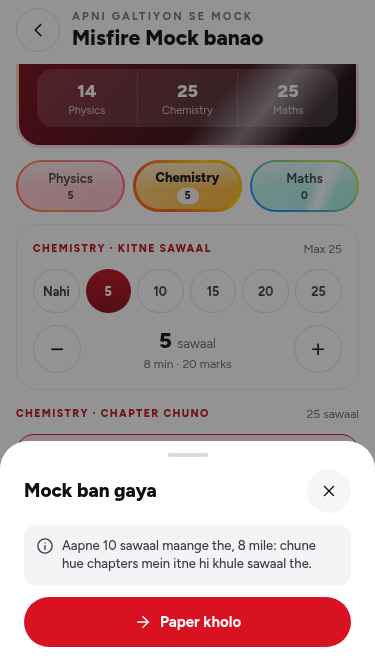 APNI GALTIYON SE MOCK
Misfire Mock banao
14 25 25
Physics Chemistry Maths
Physics Chemistry Maths
5 5 0
CHEMISTRY · KITNE SAWAAL Max 25
Nahi 5 10 15 20 25
− 5 sawaal +
8 min · 20 marks
CHEMISTRY · CHAPTER CHUNO 25 sawaal
Mock ban gaya
Aapne 10 sawaal maange the, 8 mile: chune
hue chapters mein itne hi khule sawaal the.
Paper kholo